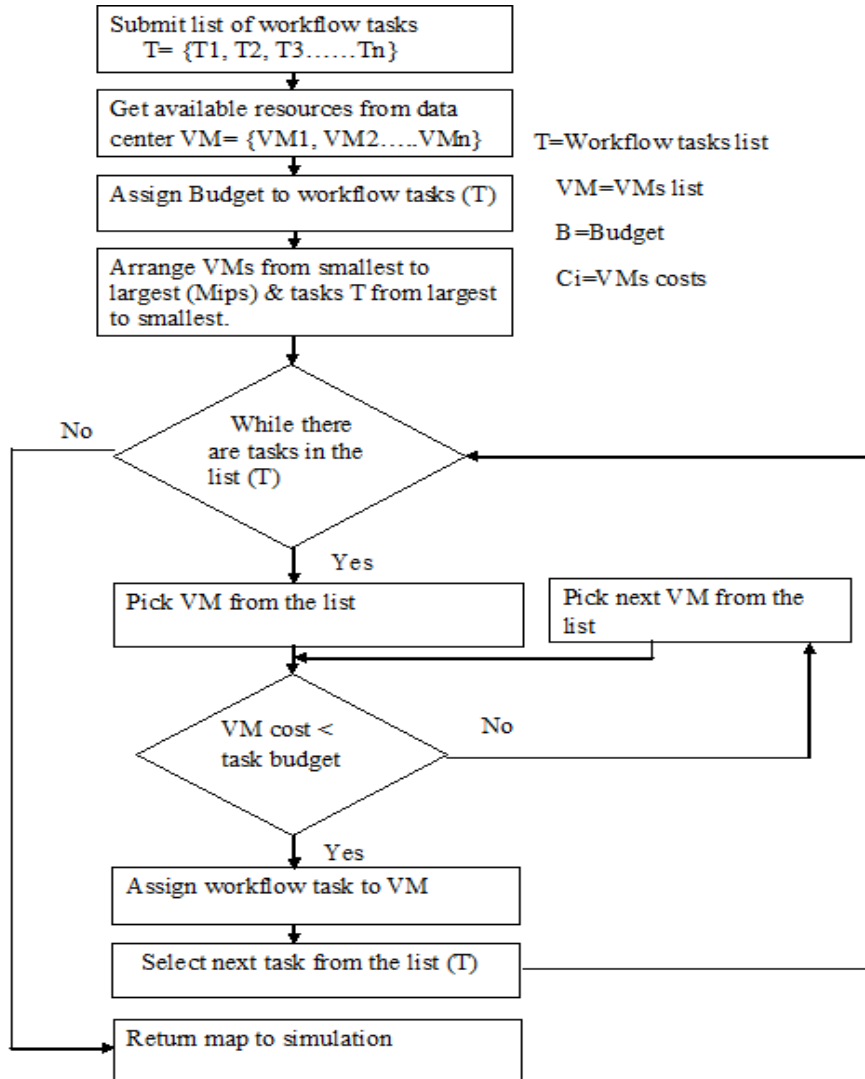 Submit list of workflow tasks
T= {T1, T2, T3......Tn}
Get available resources from data
center VM= {VM1, VM2.....VMn}
T=Workflow tasks list
VM=VMs list
B=Budget
Ci=VMs costs
Assign Budget to workflow tasks (T)
Arrange VMs from smallest to
largest (Mips) & tasks T from largest
to smallest.
No
While there
are tasks in the
list (T)
Yes
Pick VM from the list
Pick next VM from the
list
VM cost <
task budget
No
Yes
Assign workflow task to VM
Select next task from the list (T)
Return map to simulation